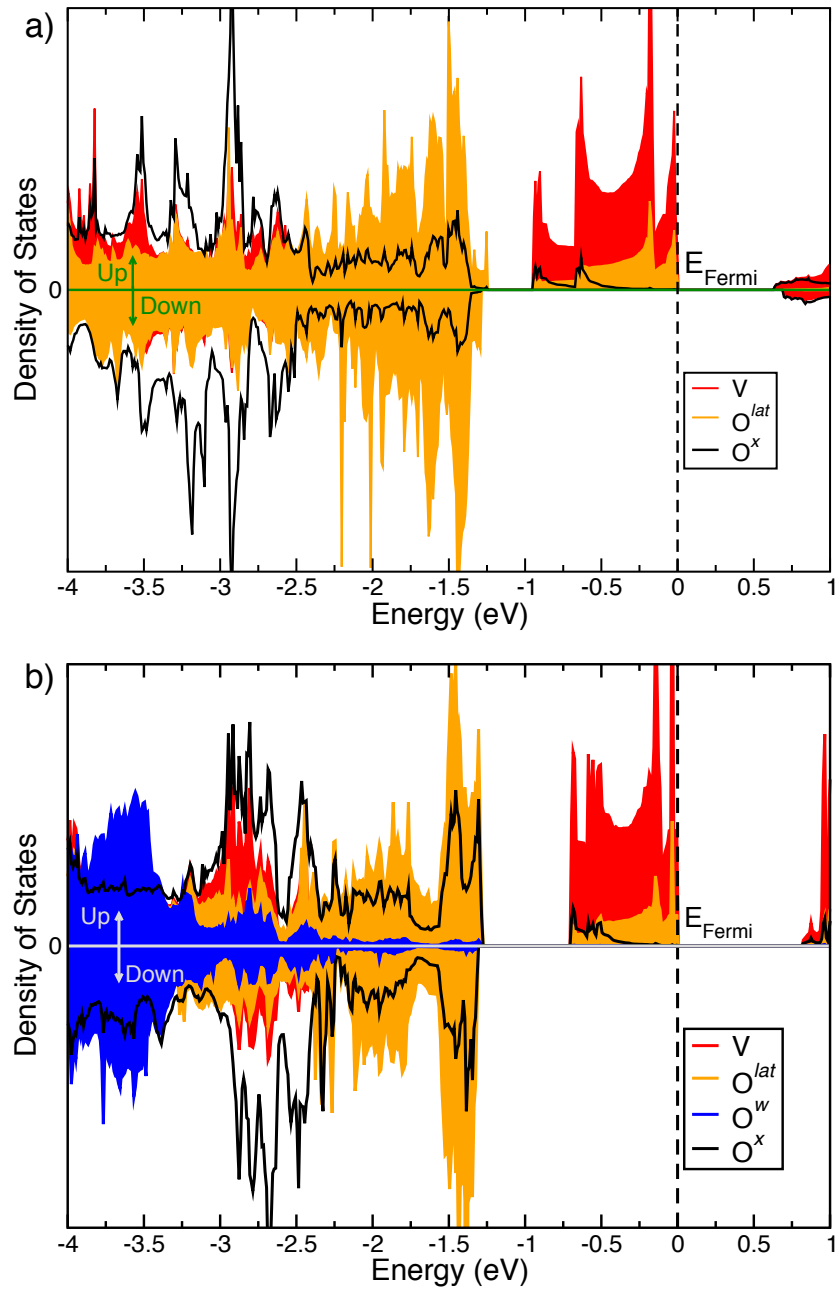 a)
Density of States
0
Up
Down
E_Fermi
V
O^lat
O^x
-4 -3.5 -3 -2.5 -2 -1.5 -1 -0.5 0 0.5 1
Energy (eV)
b)
Density of States
0
Up
Down
E_Fermi
V
O^lat
O^w
O^x
-4 -3.5 -3 -2.5 -2 -1.5 -1 -0.5 0 0.5 1
Energy (eV)